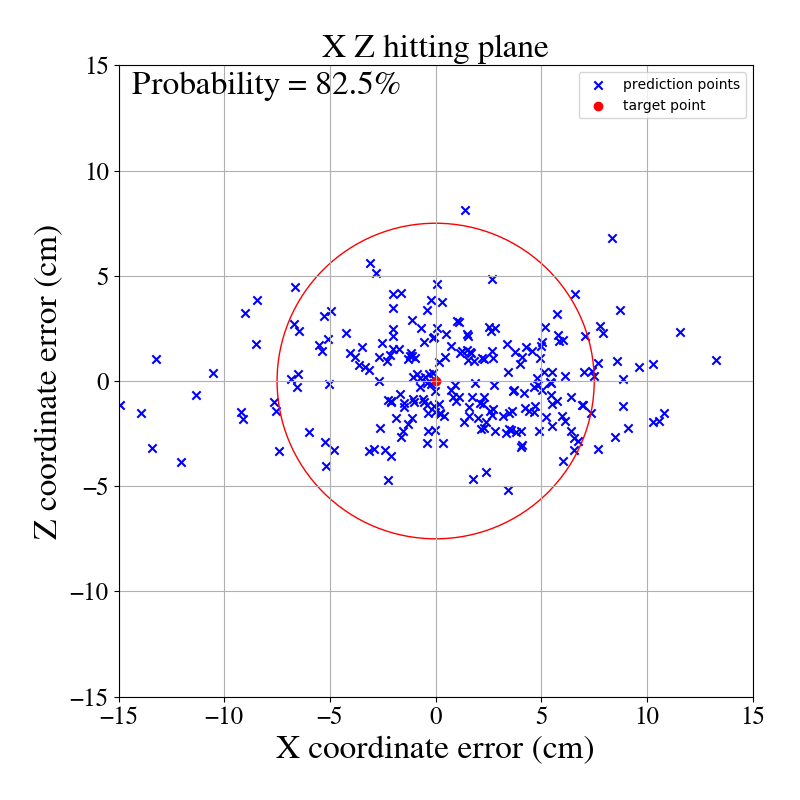 X Z hitting plane
Probability = 82.5%
prediction points
target point
15
10
5
0
−5
−10
−15
Z coordinate error (cm)
−15 −10 −5 0 5 10 15
X coordinate error (cm)